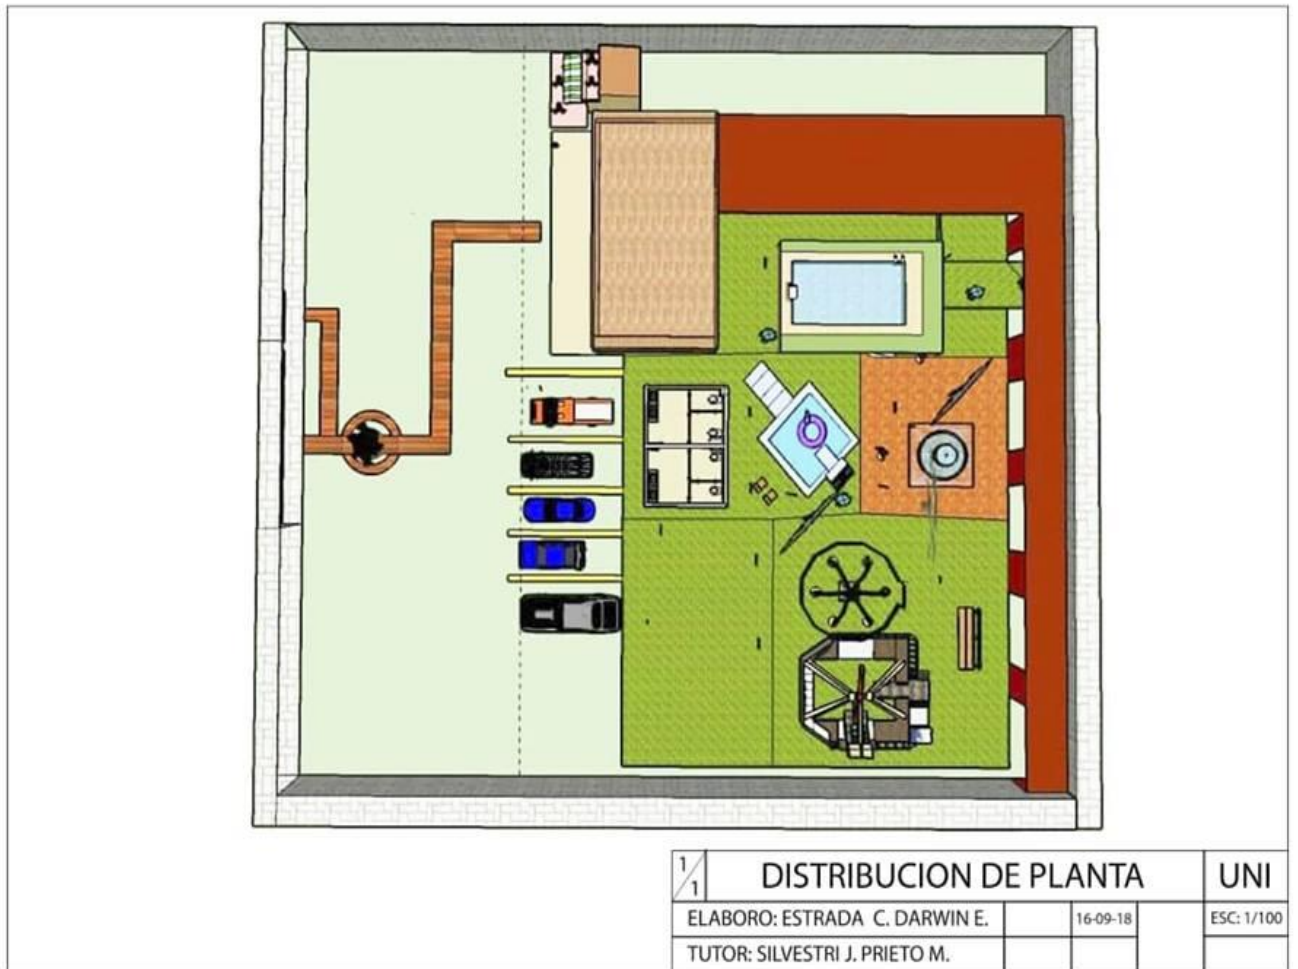 1/1
DISTRIBUCION DE PLANTA
UNI
ELABORO: ESTRADA C. DARWIN E.
16-09-18
ESC: 1/100
TUTOR: SILVESTRI J. PRIETO M.